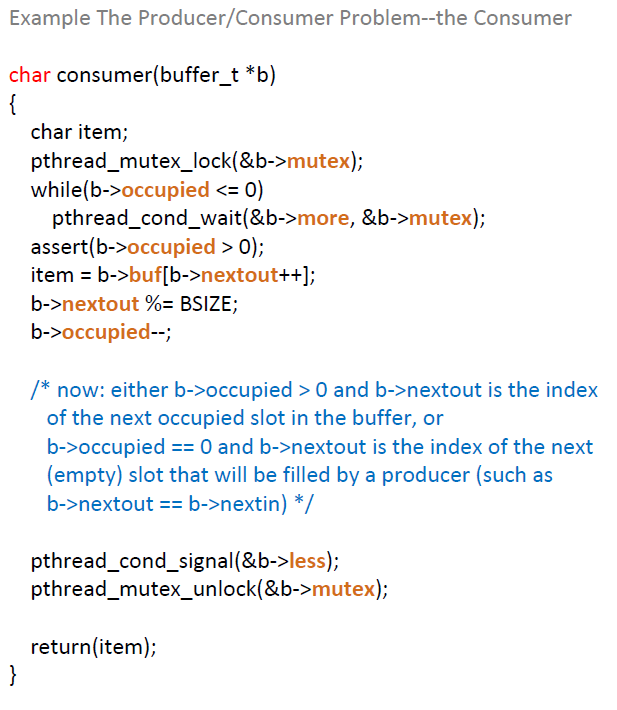 Example The Producer/Consumer Problem--the Consumer
char consumer(buffer_t *b)
{
char item;
pthread_mutex_lock(&b->mutex);
while(b->occupied <= 0)
pthread_cond_wait(&b->more, &b->mutex);
assert(b->occupied > 0);
item = b->buf[b->nextout++];
b->nextout %= BSIZE;
b->occupied--;
/* now: either b->occupied > 0 and b->nextout is the index
of the next occupied slot in the buffer, or
b->occupied == 0 and b->nextout is the index of the next
(empty) slot that will be filled by a producer (such as
b->nextout == b->nextin) */
pthread_cond_signal(&b->less);
pthread_mutex_unlock(&b->mutex);
return(item);
}